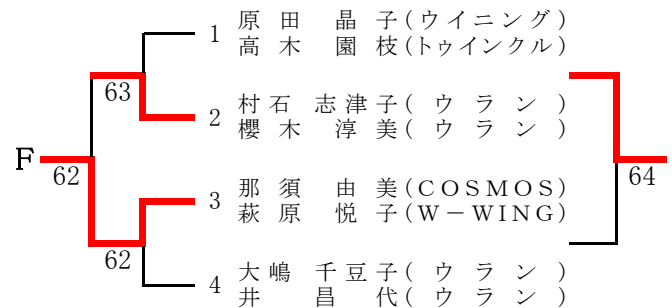 1 原田 晶子(ウイニング)
高木 園枝(トゥインクル)
63
2 村石 志津子(ウラン)
櫻木 淳美(ウラン)
F
62
64
3 那須 由美(COSMOS)
萩原 悦子(W-WING)
62
4 大嶋 千豆子(ウラン)
井 昌代(ウラン)